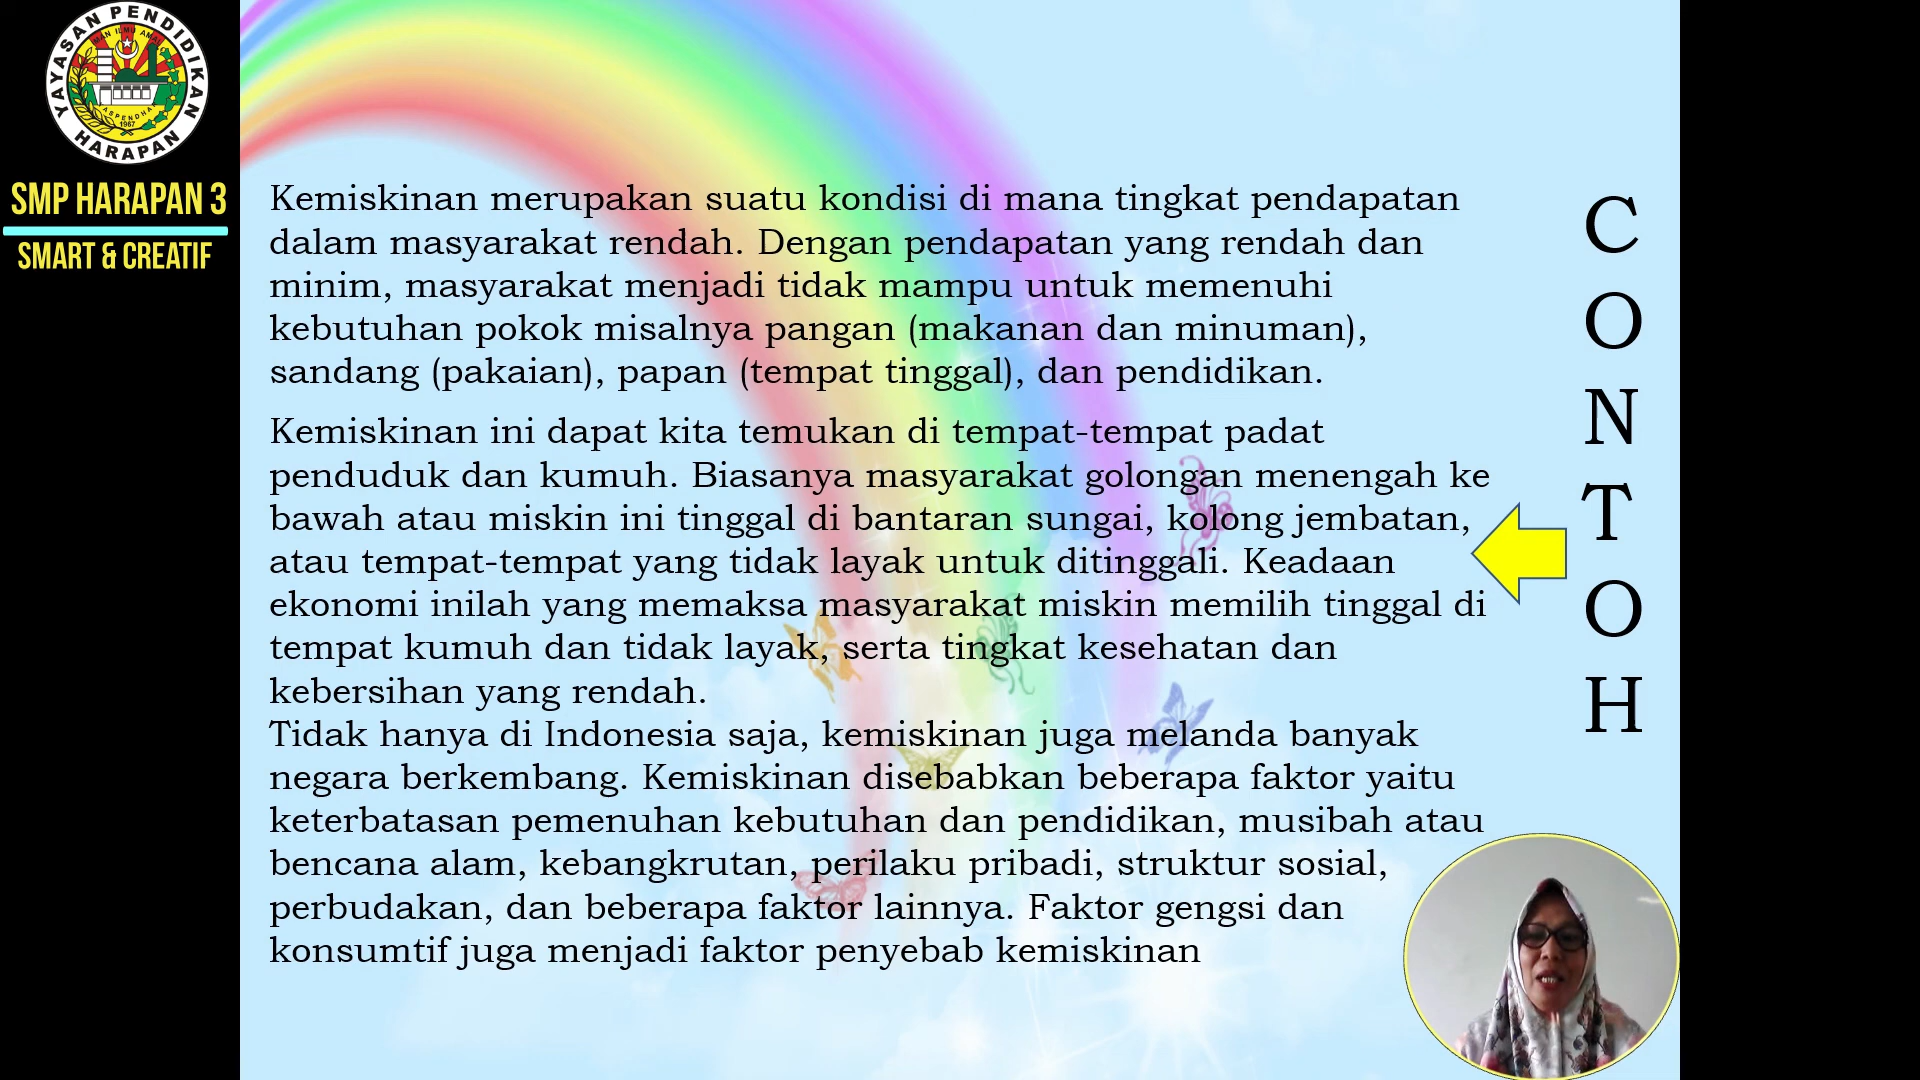 YAYASAN PENDIDIKAN
HARAPAN
1967
SMP HARAPAN 3
SMART & CREATIF
Kemiskinan merupakan suatu kondisi di mana tingkat pendapatan
dalam masyarakat rendah. Dengan pendapatan yang rendah dan
minim, masyarakat menjadi tidak mampu untuk memenuhi
kebutuhan pokok misalnya pangan (makanan dan minuman),
sandang (pakaian), papan (tempat tinggal), dan pendidikan.
Kemiskinan ini dapat kita temukan di tempat-tempat padat
penduduk dan kumuh. Biasanya masyarakat golongan menengah ke
bawah atau miskin ini tinggal di bantaran sungai, kolong jembatan,
atau tempat-tempat yang tidak layak untuk ditinggali. Keadaan
ekonomi inilah yang memaksa masyarakat miskin memilih tinggal di
tempat kumuh dan tidak layak, serta tingkat kesehatan dan
kebersihan yang rendah.
Tidak hanya di Indonesia saja, kemiskinan juga melanda banyak
negara berkembang. Kemiskinan disebabkan beberapa faktor yaitu
keterbatasan pemenuhan kebutuhan dan pendidikan, musibah atau
bencana alam, kebangkrutan, perilaku pribadi, struktur sosial,
perbudakan, dan beberapa faktor lainnya. Faktor gengsi dan
konsumtif juga menjadi faktor penyebab kemiskinan
C
O
N
T
O
H